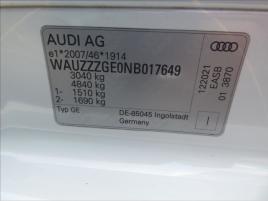 AUDI AG
e1*2007/46*1914
WAUZZZGE0NB017649
3040 kg
4840 kg
1- 1510 kg
2- 1690 kg
Typ GE
DE-85045 Ingolstadt
Germany
122021
EASB
01 3870